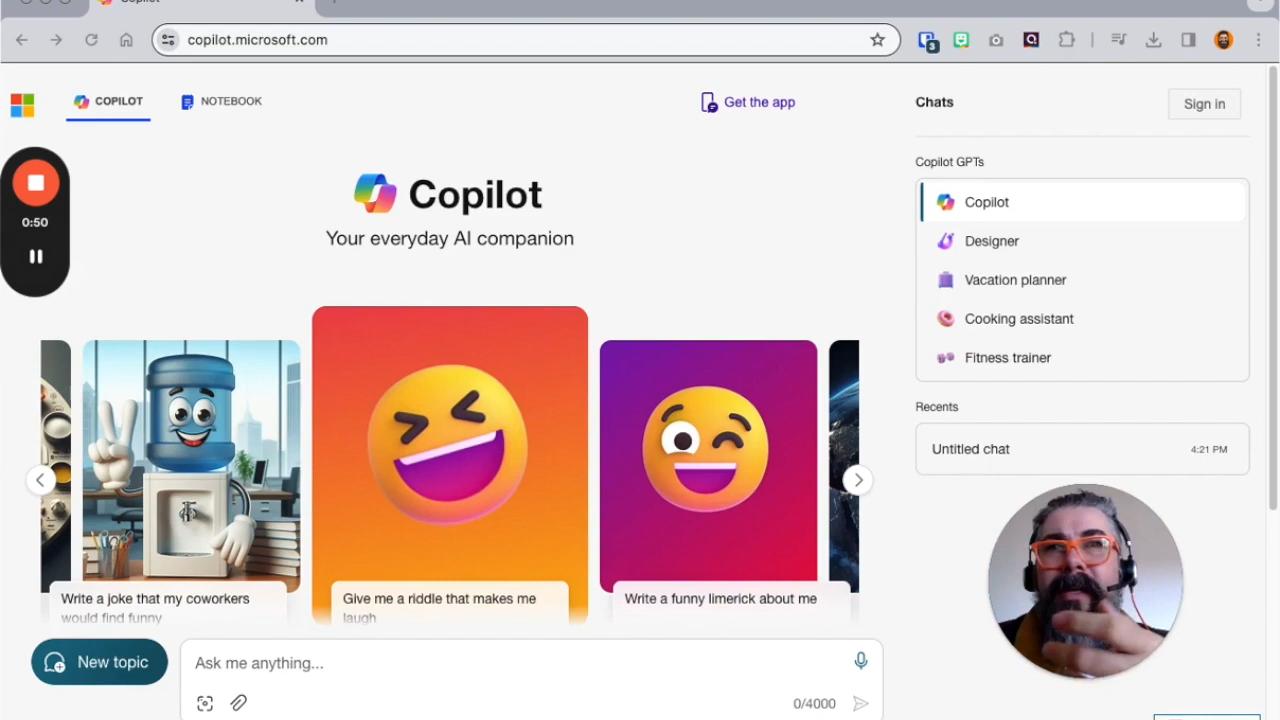 Copilot
copilot.microsoft.com
3
COPILOT
NOTEBOOK
Get the app
Chats
Sign in
Copilot GPTs
Copilot
Designer
Vacation planner
Cooking assistant
Fitness trainer
Recents
Untitled chat
4:21 PM
0:50
Copilot
Your everyday AI companion
Write a joke that my coworkers
would find funny
Give me a riddle that makes me
laugh
Write a funny limerick about me
New topic
Ask me anything...
0/4000